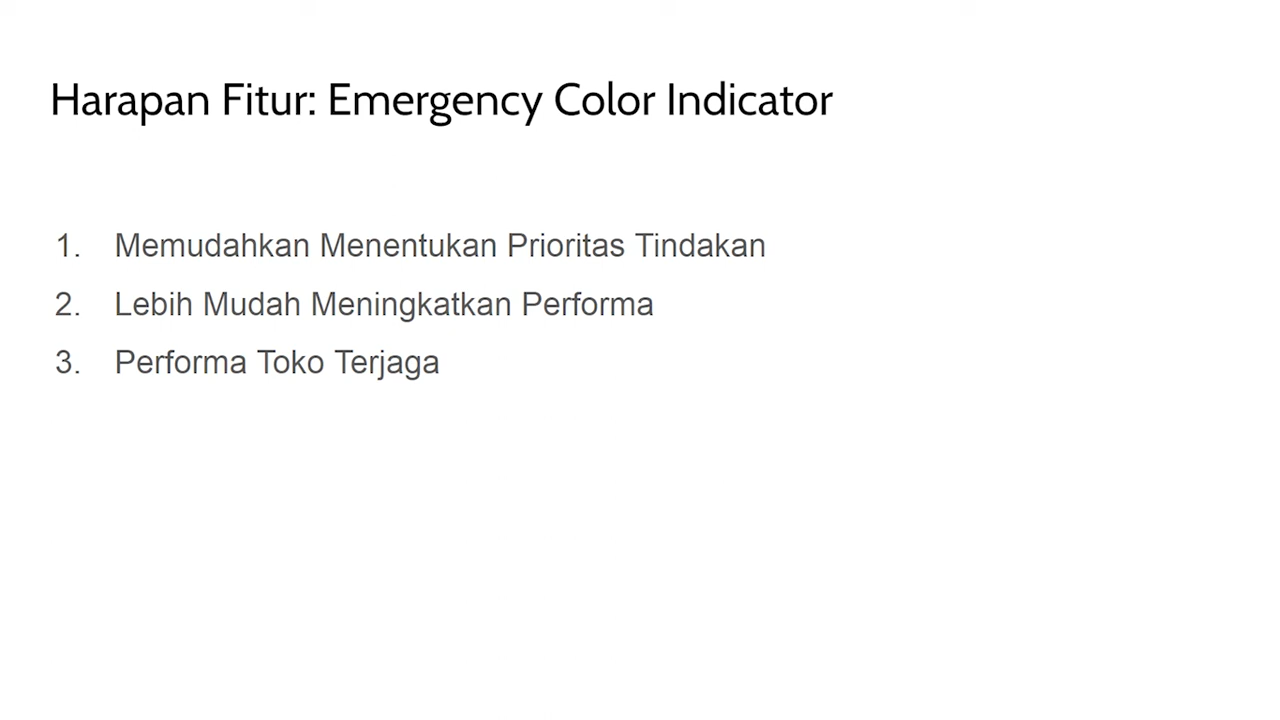 Harapan Fitur: Emergency Color Indicator
1. Memudahkan Menentukan Prioritas Tindakan
2. Lebih Mudah Meningkatkan Performa
3. Performa Toko Terjaga